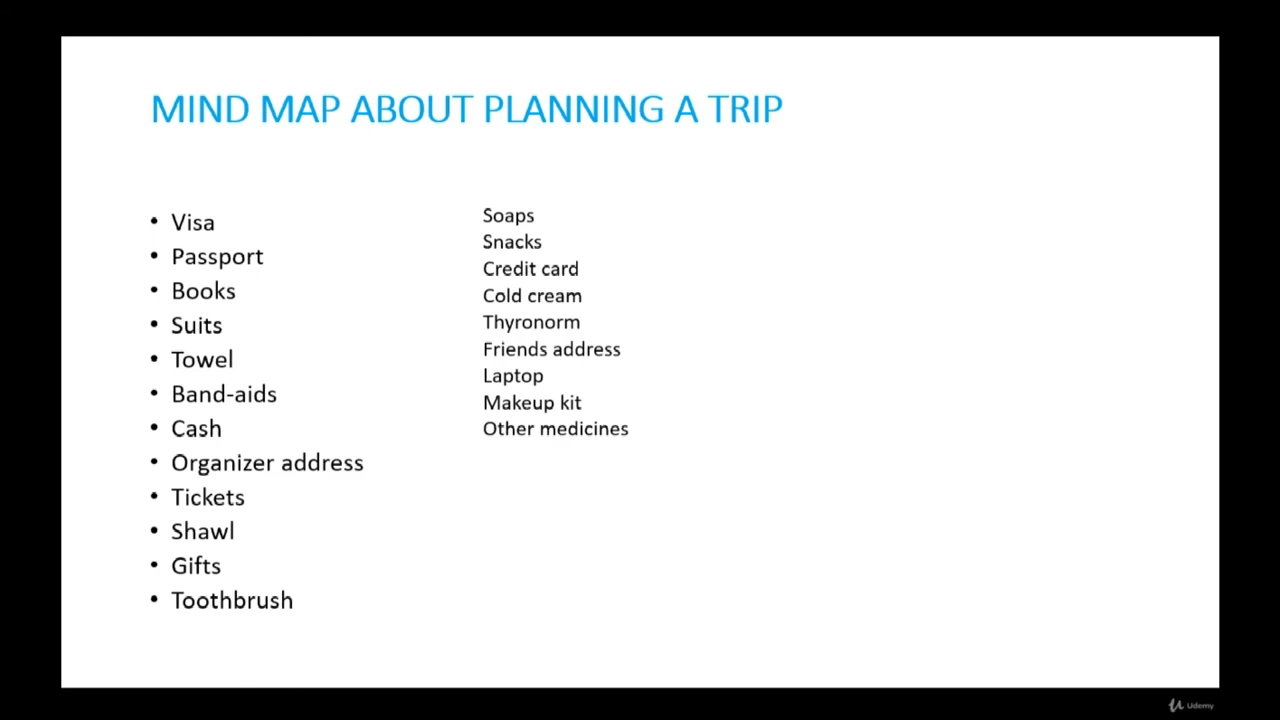 MIND MAP ABOUT PLANNING A TRIP
• Visa
• Passport
• Books
• Suits
• Towel
• Band-aids
• Cash
• Organizer address
• Tickets
• Shawl
• Gifts
• Toothbrush
Soaps
Snacks
Credit card
Cold cream
Thyronorm
Friends address
Laptop
Makeup kit
Other medicines
Udemy